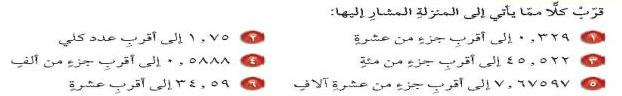 قرّبْ كلًّا ممّا يأتي إلى المنزلةِ المشارِ إليها:
١ ٠,٣٢٩ إلى أقربِ جزءٍ من عشرةٍ ٢ ١,٧٥ إلى أقربِ عددٍ كلي
٣ ٤٥,٥٢٢ إلى أقربِ جزءٍ من مئةٍ ٤ ٠,٥٨٨٨ إلى أقربِ جزءٍ من ألفٍ
٥ ٧,٦٧٥٩٧ إلى أقربِ جزءٍ من عشرةِ آلافٍ ٦ ٣٤,٥٩ إلى أقربِ عشرةٍ